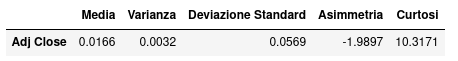 Media Varianza Deviazione Standard Asimmetria Curtosi
Adj Close 0.0166 0.0032 0.0569 -1.9897 10.3171